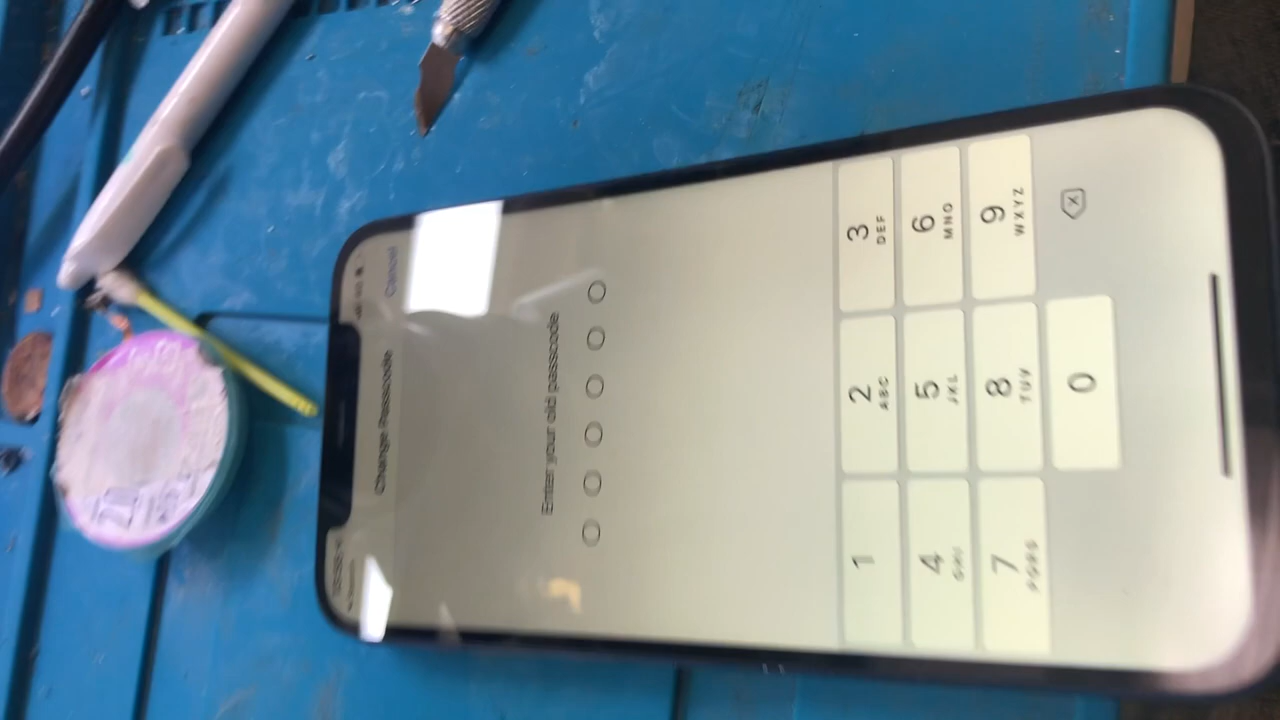 Cancel
Change Passcode
Enter your old passcode
1
2 ABC
3 DEF
4 GHI
5 JKL
6 MNO
7 PQRS
8 TUV
9 WXYZ
0